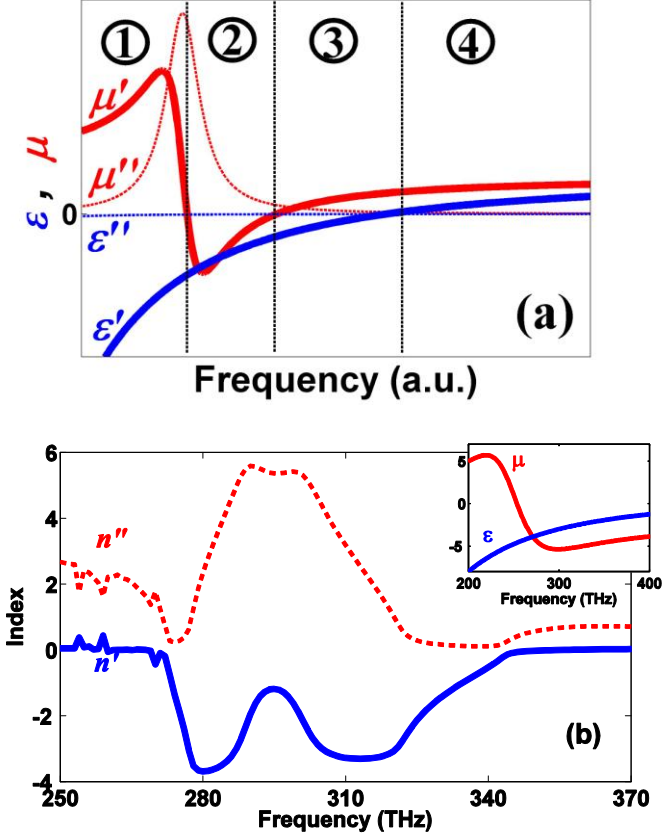 ① ② ③ ④
μ'
μ''
ε , μ
0
ε''
ε'
(a)
Frequency (a.u.)
6
4
2
0
-2
-4
Index
n''
n'
(b)
250 280 310 340 370
Frequency (THz)
5
0
-5
μ
ε
200 300 400
Frequency (THz)